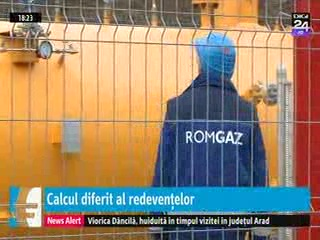 18:23
DIGI
24
ROMGAZ
Calcul diferit al redevențelor
News Alert Viorica Dăncilă, huiduită în timpul vizitei în județul Arad